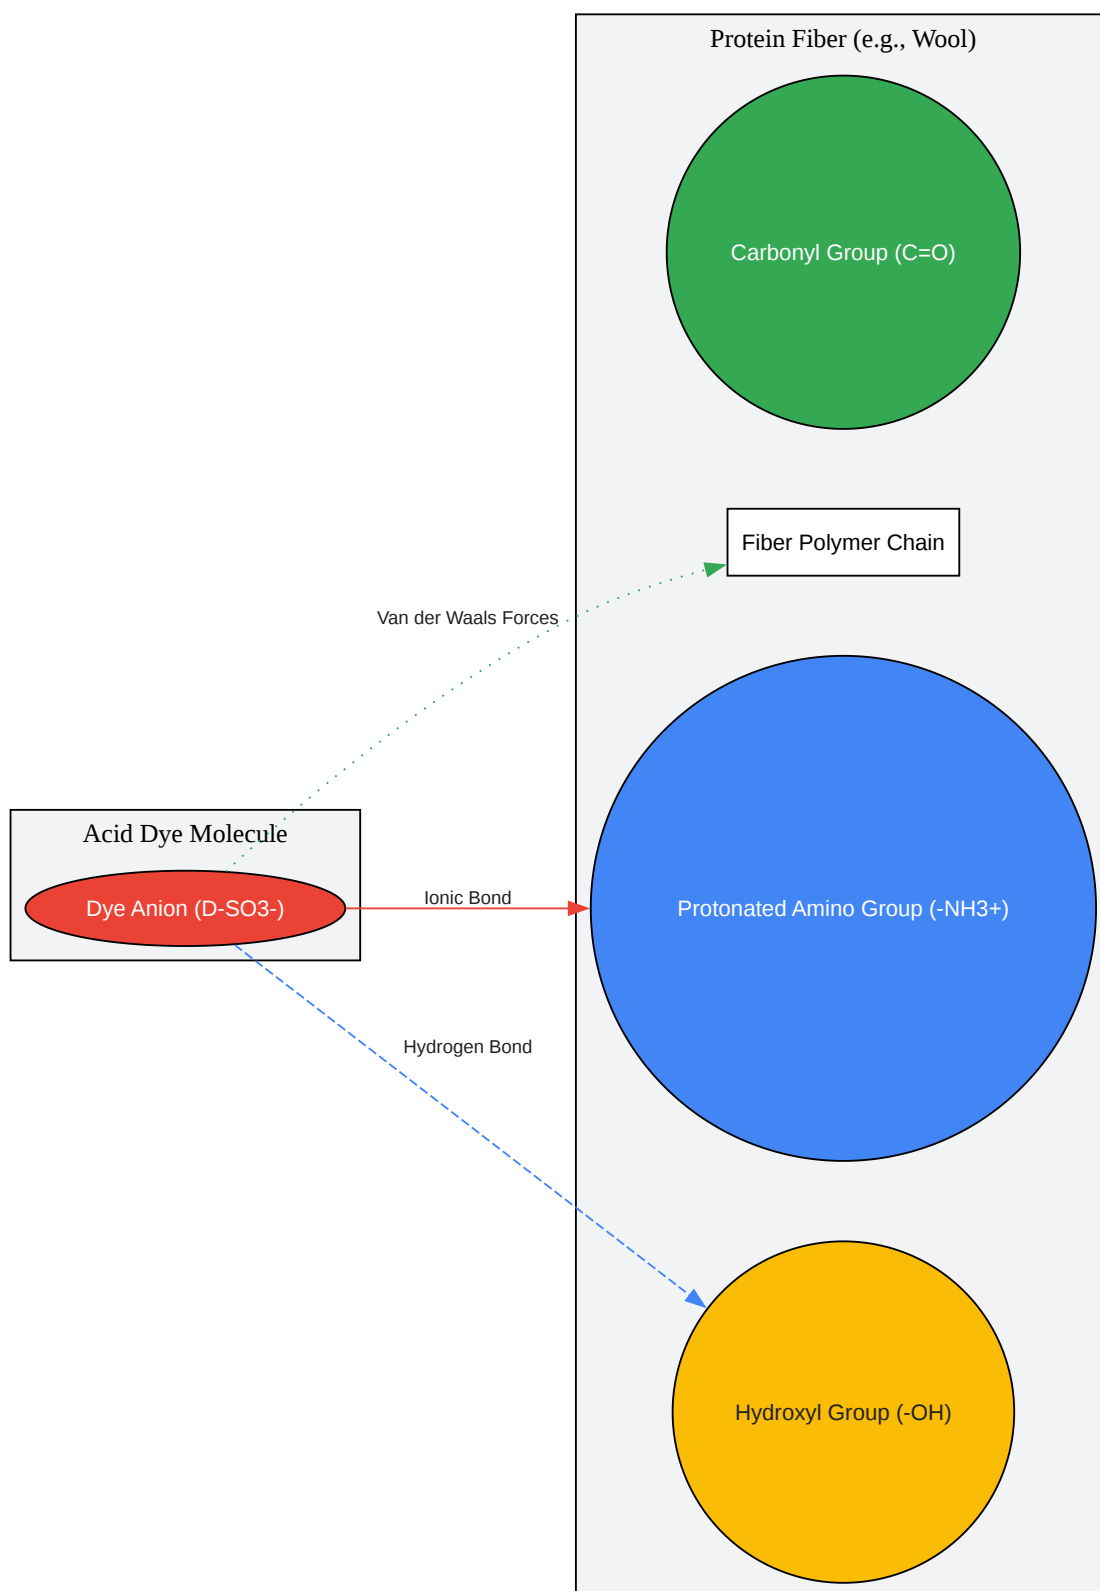 Protein Fiber (e.g., Wool)
Carbonyl Group (C=O)
Fiber Polymer Chain
Van der Waals Forces
Acid Dye Molecule
Dye Anion (D-SO3-)
Ionic Bond
Protonated Amino Group (-NH3+)
Hydrogen Bond
Hydroxyl Group (-OH)